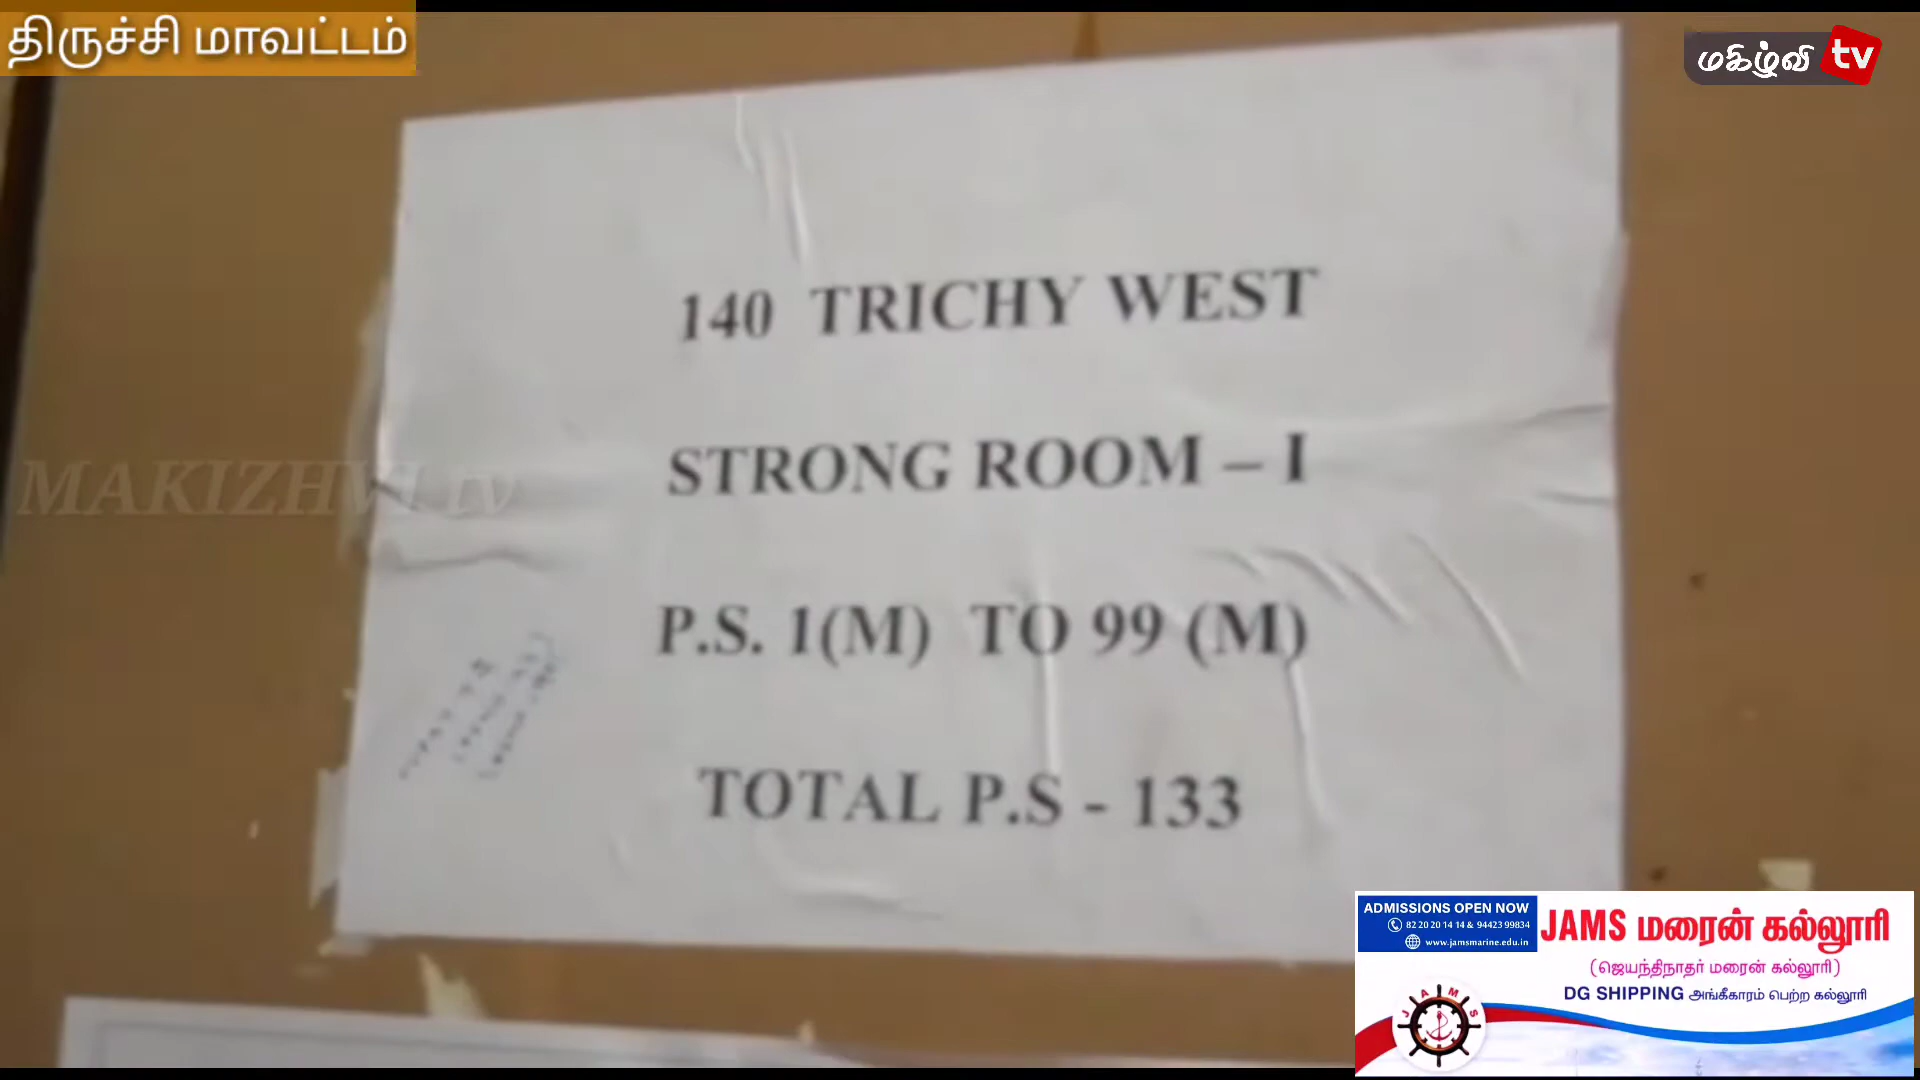 திருச்சி மாவட்டம்
மகிழ்வி tv
140 TRICHY WEST
STRONG ROOM – I
MAKIZHVI tv
P.S. 1(M) TO 99 (M)
TOTAL P.S - 133
ADMISSIONS OPEN NOW
82 20 20 14 14 & 94423 99834
www.jamsmarine.edu.in
JAMS மரைன் கல்லூரி
(ஜெயந்திநாதர் மரைன் கல்லூரி)
DG SHIPPING அங்கீகாரம் பெற்ற கல்லூரி
JAMS